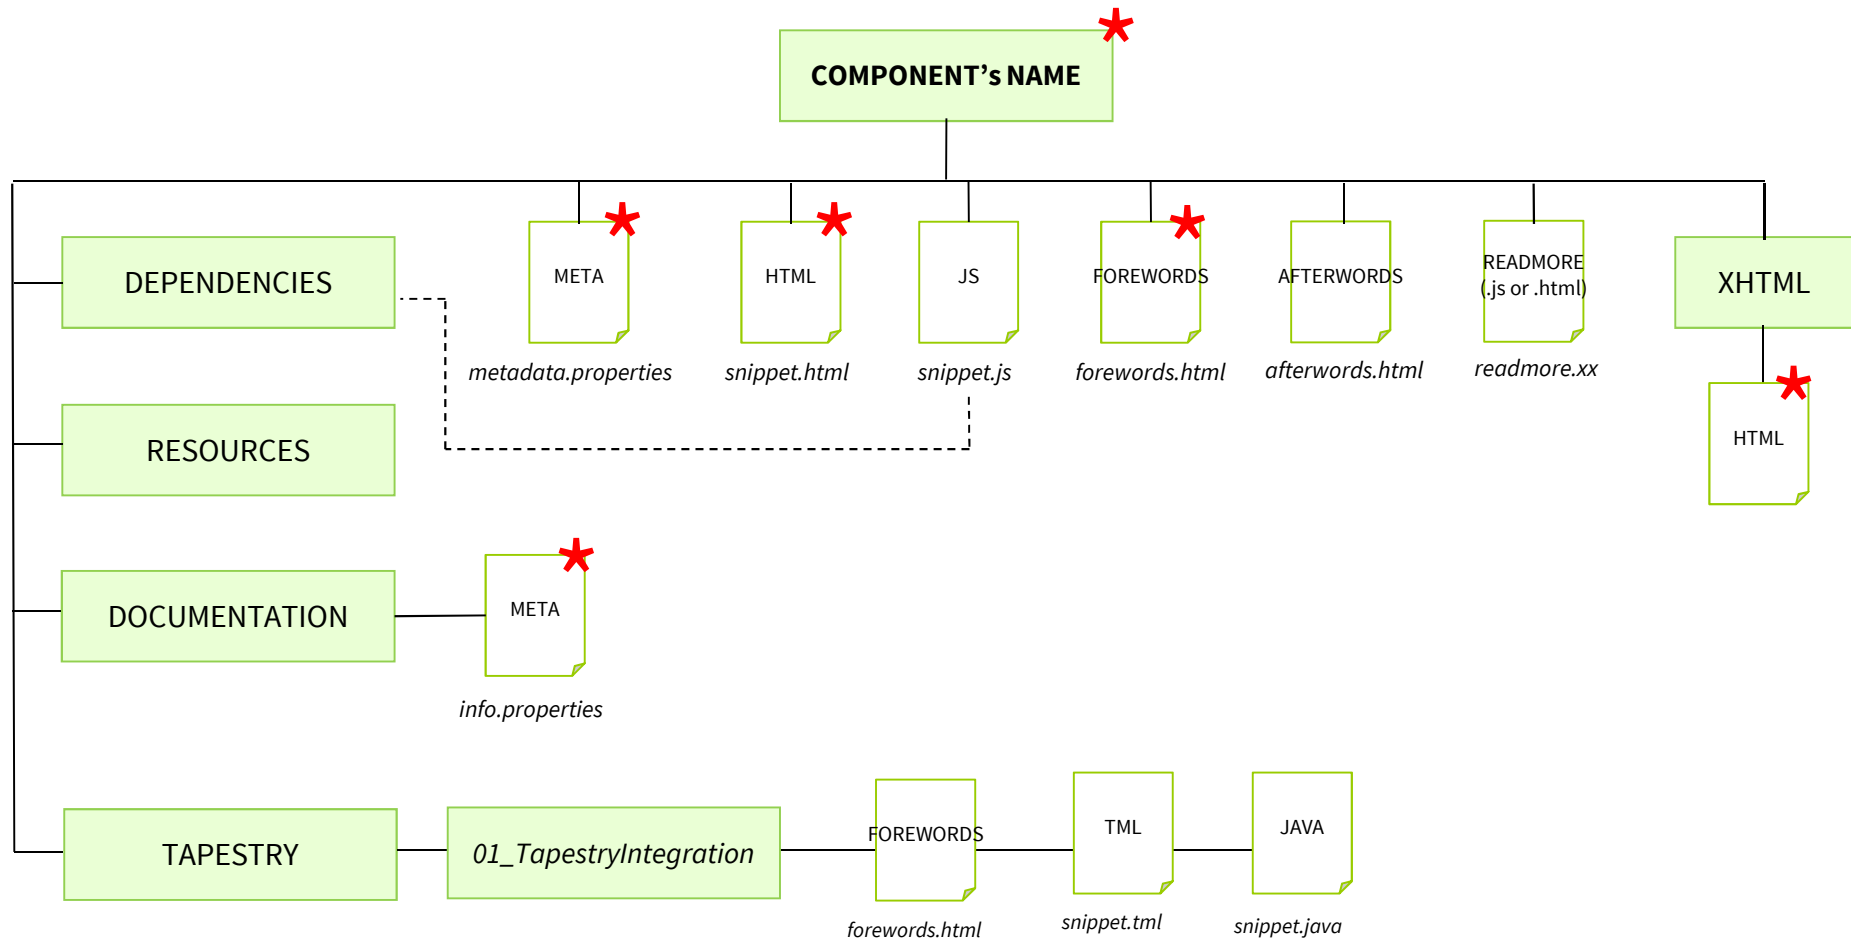 COMPONENT's NAME
DEPENDENCIES
META
metadata.properties
HTML
snippet.html
JS
snippet.js
FOREWORDS
forewords.html
AFTERWORDS
afterwords.html
READMORE
(.js or .html)
readmore.xx
XHTML
HTML
RESOURCES
DOCUMENTATION
META
info.properties
TAPESTRY
01_TapestryIntegration
FOREWORDS
forewords.html
TML
snippet.tml
JAVA
snippet.java